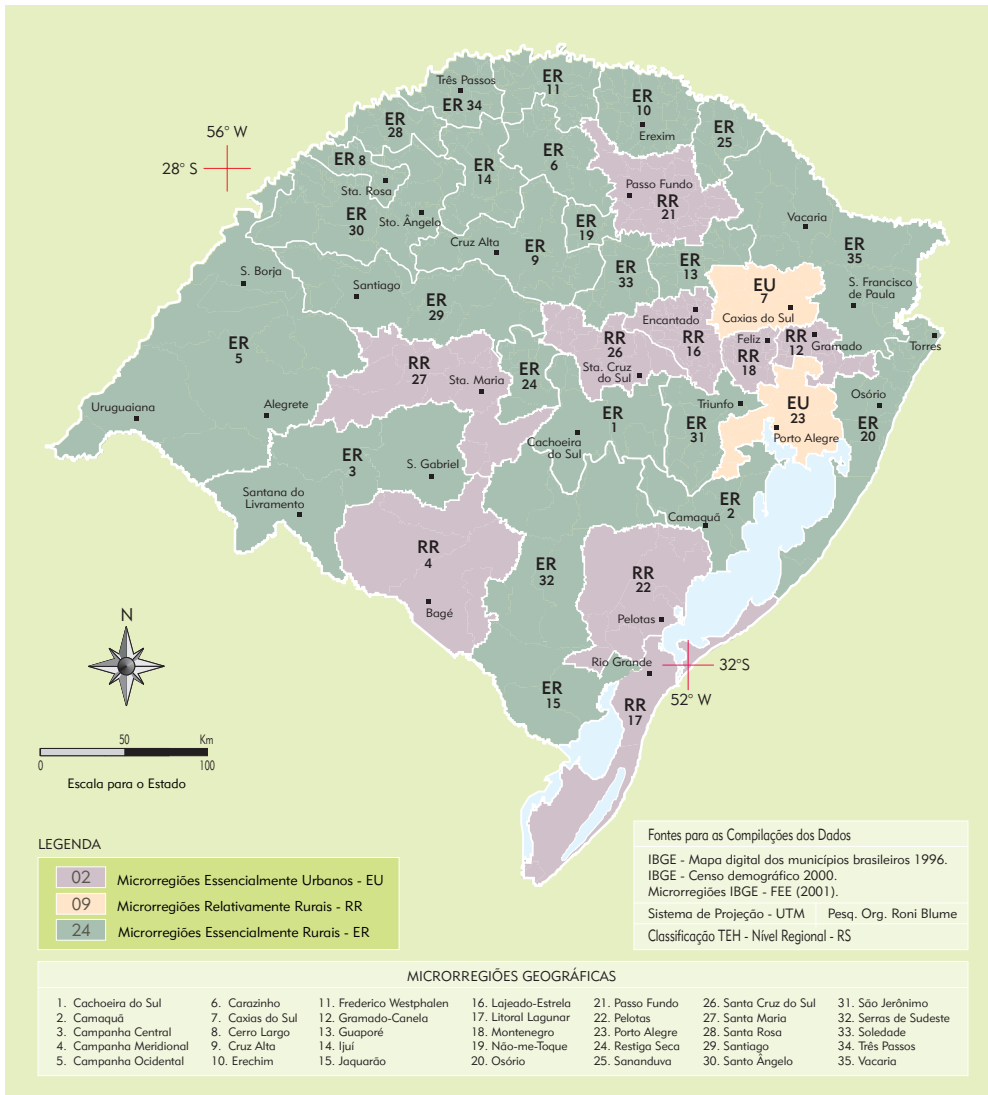 Três Passos
ER
11
ER 34
ER
10
Erexim
ER
28
ER
25
56° W
28° S
ER 8
ER
14
ER
6
Sta. Rosa
Passo Fundo
RR
21
ER
30
Sto. Ângelo
ER
19
Vacaria
Cruz Alta
ER
9
ER
35
ER
33
ER
13
S. Borja
Santiago
ER
29
EU
7
Caxias do Sul
S. Francisco
de Paula
Encantado
RR
16
RR
26
Sta. Cruz
do Sul
Feliz
RR
18
RR
12
Gramado
Torres
ER
5
RR
27
Sta. Maria
ER
24
Uruguaiana
Alegrete
ER
1
Cachoeira
do Sul
Triunfo
ER
31
EU
23
Porto Alegre
Osório
ER
20
ER
3
S. Gabriel
Santana do
Livramento
ER
2
Camaquã
RR
4
Bagé
ER
32
RR
22
Pelotas
N
Rio Grande
32°S
52° W
ER
15
RR
17
50
Km
0
100
Escala para o Estado
LEGENDA
02 Microrregiões Essencialmente Urbanos - EU
09 Microrregiões Relativamente Rurais - RR
24 Microrregiões Essencialmente Rurais - ER
Fontes para as Compilações dos Dados
IBGE - Mapa digital dos municípios brasileiros 1996.
IBGE - Censo demográfico 2000.
Microrregiões IBGE - FEE (2001).
Sistema de Projeção - UTM Pesq. Org. Roni Blume
Classificação TEH - Nível Regional - RS
MICRORREGIÕES GEOGRÁFICAS
1. Cachoeira do Sul
2. Camaquã
3. Campanha Central
4. Campanha Meridional
5. Campanha Ocidental
6. Carazinho
7. Caxias do Sul
8. Cerro Largo
9. Cruz Alta
10. Erechim
11. Frederico Westphalen
12. Gramado-Canela
13. Guaporé
14. Ijuí
15. Jaquarão
16. Lajeado-Estrela
17. Litoral Lagunar
18. Montenegro
19. Não-me-Toque
20. Osório
21. Passo Fundo
22. Pelotas
23. Porto Alegre
24. Restiga Seca
25. Sananduva
26. Santa Cruz do Sul
27. Santa Maria
28. Santa Rosa
29. Santiago
30. Santo Ângelo
31. São Jerônimo
32. Serras de Sudeste
33. Soledade
34. Três Passos
35. Vacaria